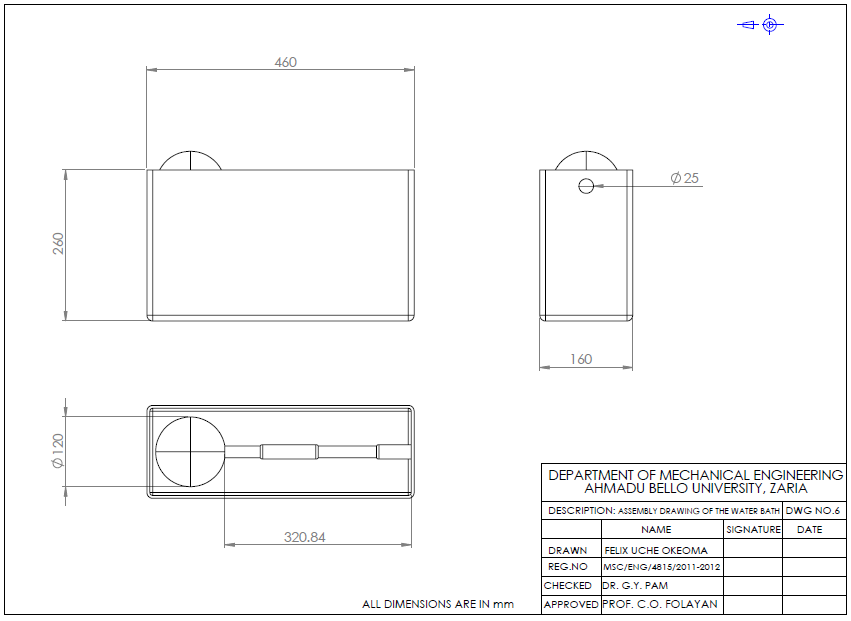 460
260
⌀25
160
⌀120
320.84
ALL DIMENSIONS ARE IN mm
DEPARTMENT OF MECHANICAL ENGINEERING
AHMADU BELLO UNIVERSITY, ZARIA
DESCRIPTION: ASSEMBLY DRAWING OF THE WATER BATH DWG NO.6
NAME SIGNATURE DATE
DRAWN FELIX UCHE OKEOMA
REG.NO MSC/ENG/4815/2011-2012
CHECKED DR. G.Y. PAM
APPROVED PROF. C.O. FOLAYAN